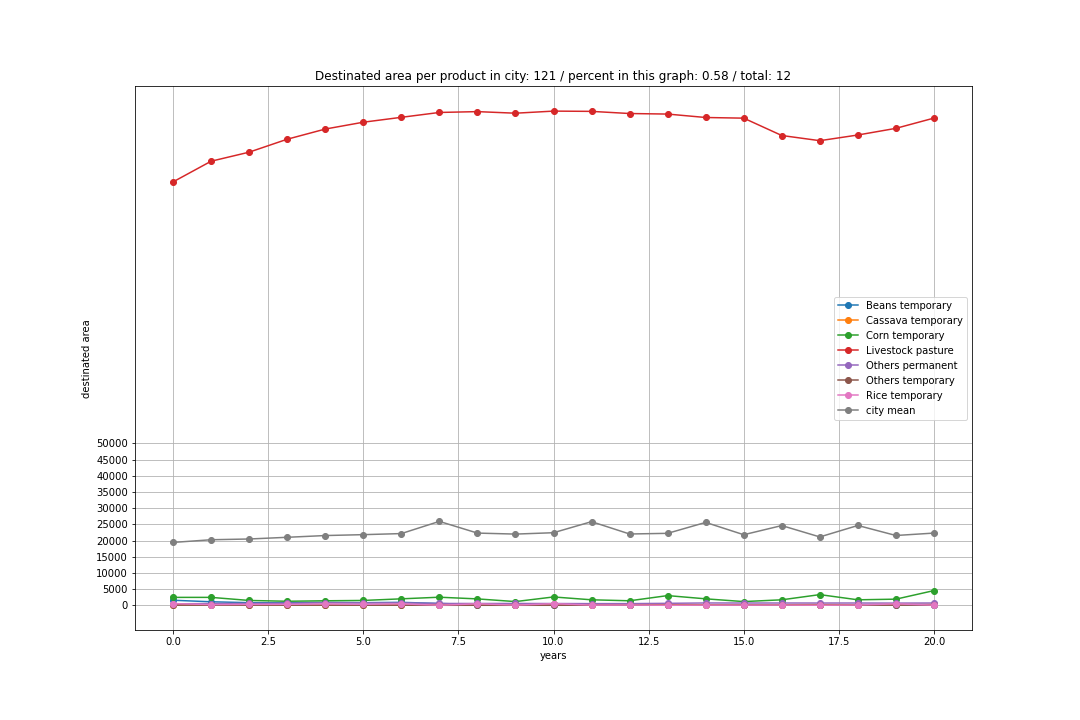 Destinated area per product in city: 121 / percent in this graph: 0.58 / total: 12
destinated area
50000
45000
40000
35000
30000
25000
20000
15000
10000
5000
0
Beans temporary
Cassava temporary
Corn temporary
Livestock pasture
Others permanent
Others temporary
Rice temporary
city mean
0.0 2.5 5.0 7.5 10.0 12.5 15.0 17.5 20.0
years